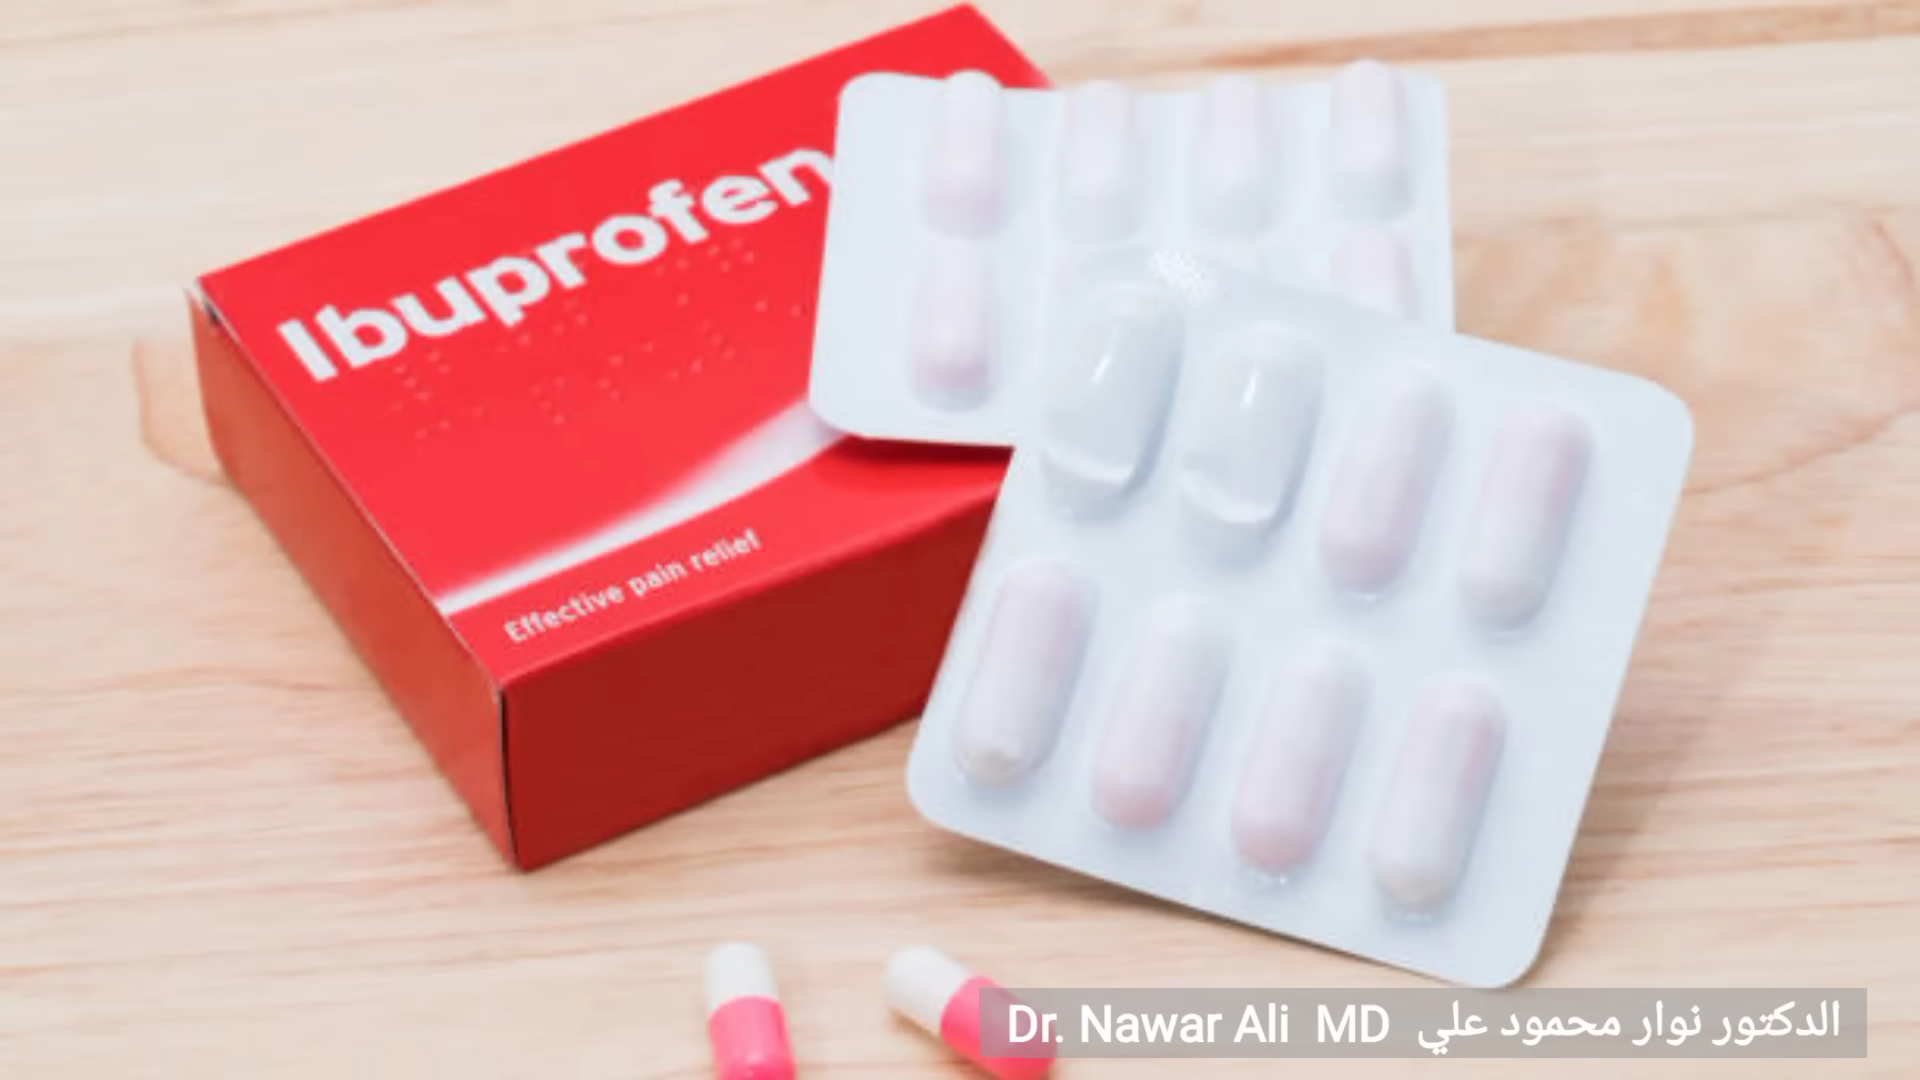 Ibuprofen
Effective pain relief
Dr. Nawar Ali MD الدكتور نوار محمود علي